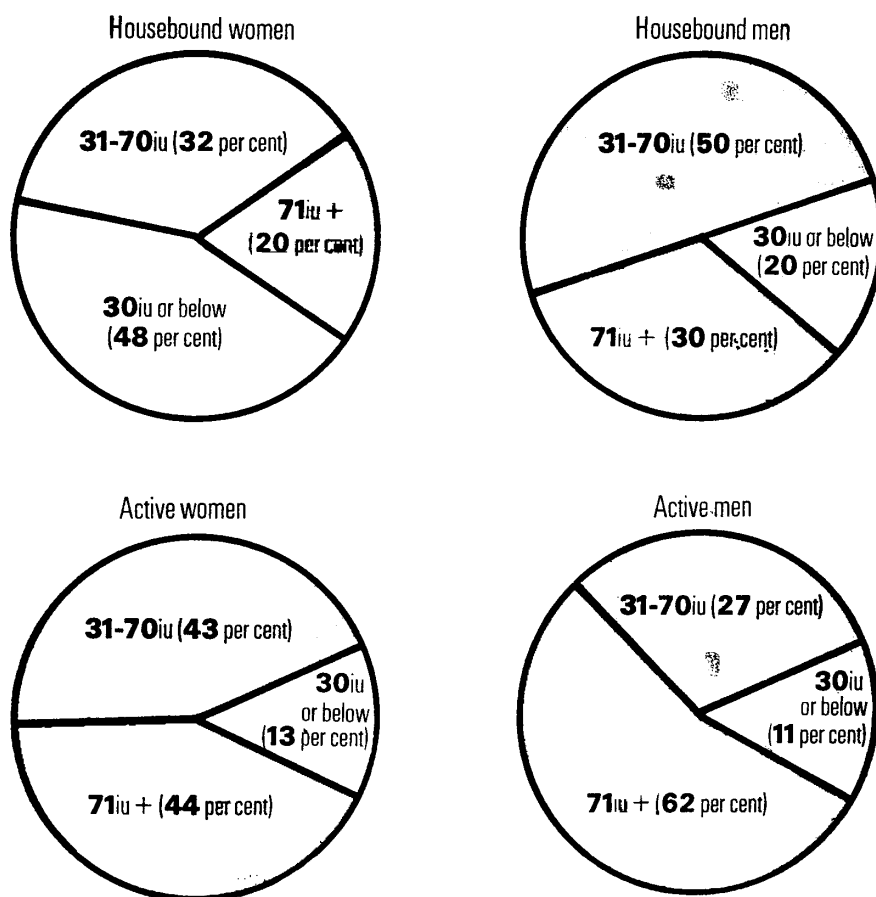 Housebound women
31-70iu (32 per cent)
71iu +
(20 per cent)
30iu or below
(48 per cent)
Housebound men
31-70iu (50 per cent)
30iu or below
(20 per cent)
71iu + (30 per cent)
Active women
31-70iu (43 per cent)
30iu
or below
(13 per cent)
71iu + (44 per cent)
Active men
31-70iu (27 per cent)
30iu
or below
(11 per cent)
71iu + (62 per cent)